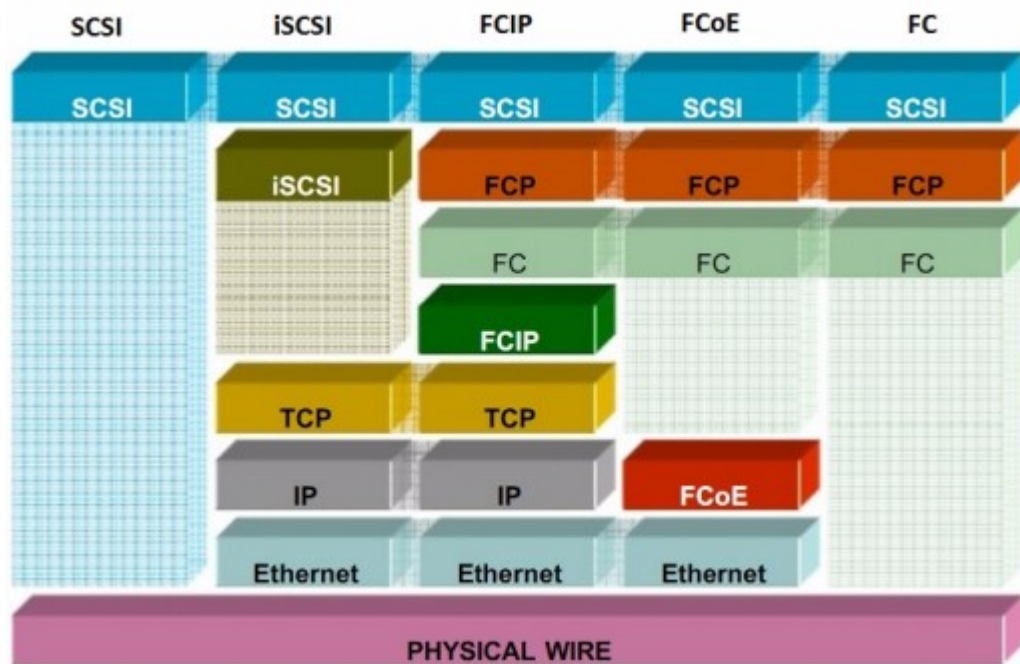 SCSI iSCSI FCIP FCoE FC
SCSI SCSI SCSI SCSI SCSI
iSCSI FCP FCP FCP
FC FC FC
FCIP
TCP TCP
IP IP FCoE
Ethernet Ethernet Ethernet
PHYSICAL WIRE